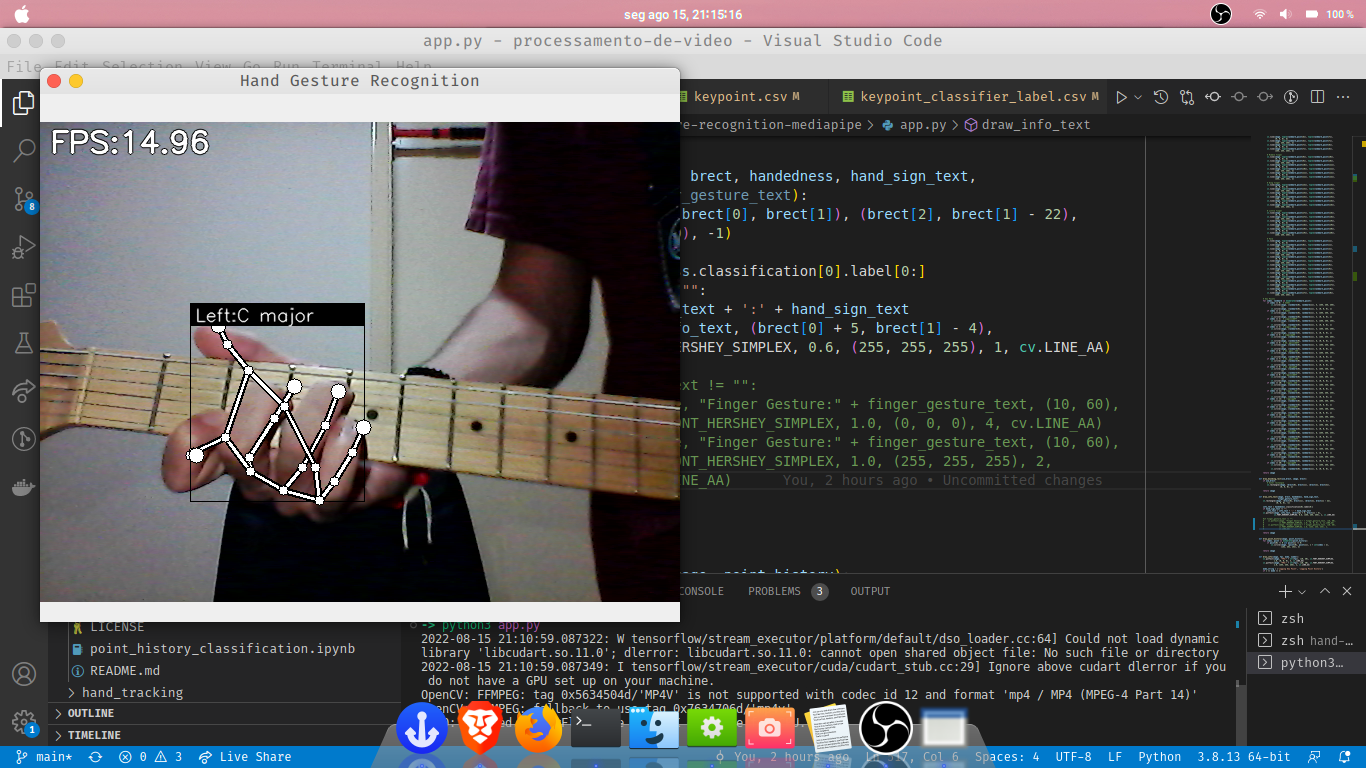 seg ago 15, 21:15:16
100 %
app.py - processamento-de-video - Visual Studio Code
File Edit Selection View Go Run Terminal Help
Hand Gesture Recognition
keypoint.csv M
keypoint_classifier_label.csv M
FPS:14.96
e-recognition-mediapipe > app.py > draw_info_text
brect, handedness, hand_sign_text,
_gesture_text):
brect[0], brect[1]), (brect[2], brect[1] - 22),
), -1)
s.classification[0].label[0:]
"":
text + ':' + hand_sign_text
o_text, (brect[0] + 5, brect[1] - 4),
HERSHEY_SIMPLEX, 0.6, (255, 255, 255), 1, cv.LINE_AA)
Left:C major
ext != "":
, "Finger Gesture:" + finger_gesture_text, (10, 60),
NT_HERSHEY_SIMPLEX, 1.0, (0, 0, 0), 4, cv.LINE_AA)
, "Finger Gesture:" + finger_gesture_text, (10, 60),
NT_HERSHEY_SIMPLEX, 1.0, (255, 255, 255), 2,
NE_AA) You, 2 hours ago • Uncommitted changes
point_history)
8
CONSOLE PROBLEMS 3 OUTPUT
LICENSE
point_history_classification.ipynb
README.md
hand_tracking
OUTLINE
TIMELINE
-> python3 app.py
2022-08-15 21:10:59.087322: W tensorflow/stream_executor/platform/default/dso_loader.cc:64] Could not load dynamic
library 'libcudart.so.11.0'; dlerror: libcudart.so.11.0: cannot open shared object file: No such file or directory
2022-08-15 21:10:59.087349: I tensorflow/stream_executor/cuda/cudart_stub.cc:29] Ignore above cudart dlerror if you
do not have a GPU set up on your machine.
OpenCV: FFMPEG: tag 0x5634504d/'MP4V' is not supported with codec id 12 and format 'mp4 / MP4 (MPEG-4 Part 14)'
OpenCV: FFMPEG: fallback to use tag 0x7634706d/'mp4v'
zsh
zsh hand-...
python3...
1
main* 0 3 Live Share
You, 2 hours ago Ln 517, Col 6 Spaces: 4 UTF-8 LF Python 3.8.13 64-bit